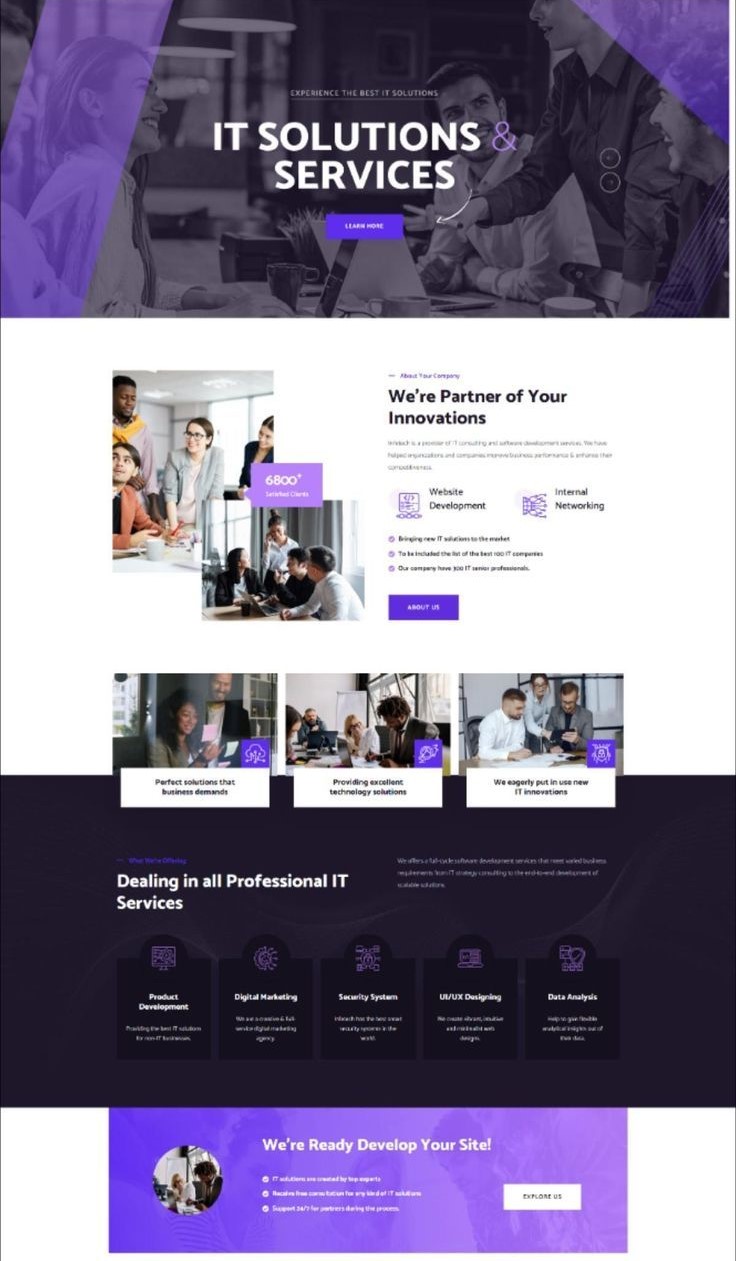 EXPERIENCE THE BEST IT SOLUTIONS
IT SOLUTIONS &
SERVICES
LEARN MORE
6800+
Satisfied Clients
About Your Company
We're Partner of Your
Innovations
Infetech is a provider of IT consulting and software development services. We have
helped organizations and companies improve business performance & enhance their
competitiveness.
Website
Development
Internal
Networking
Bringing new IT solutions to the market
To be included the list of the best 100 IT companies
Our company have 300 IT senior professionals.
ABOUT US
Perfect solutions that
business demands
Providing excellent
technology solutions
We eagerly put in use new
IT innovations
What We're Offering
Dealing in all Professional IT
Services
We offers a full-cycle software development services that meet varied business
requirements from IT strategy consulting to the end-to-end development of
scalable solutions.
Product
Development
Providing the best IT solutions
for non-IT businesses.
Digital Marketing
We are a creative & full-
service digital marketing
agency.
Security System
Infetech has the best smart
security systems in the
world.
UI/UX Designing
We create vibrant, intuitive
and minimalist web
designs.
Data Analysis
Help to gain flexible
analytical insights out of
their data.
We're Ready Develop Your Site!
IT solutions are created by top experts
Receive free consultation for any kind of IT solutions
Support 24/7 for partners during the process.
EXPLORE US